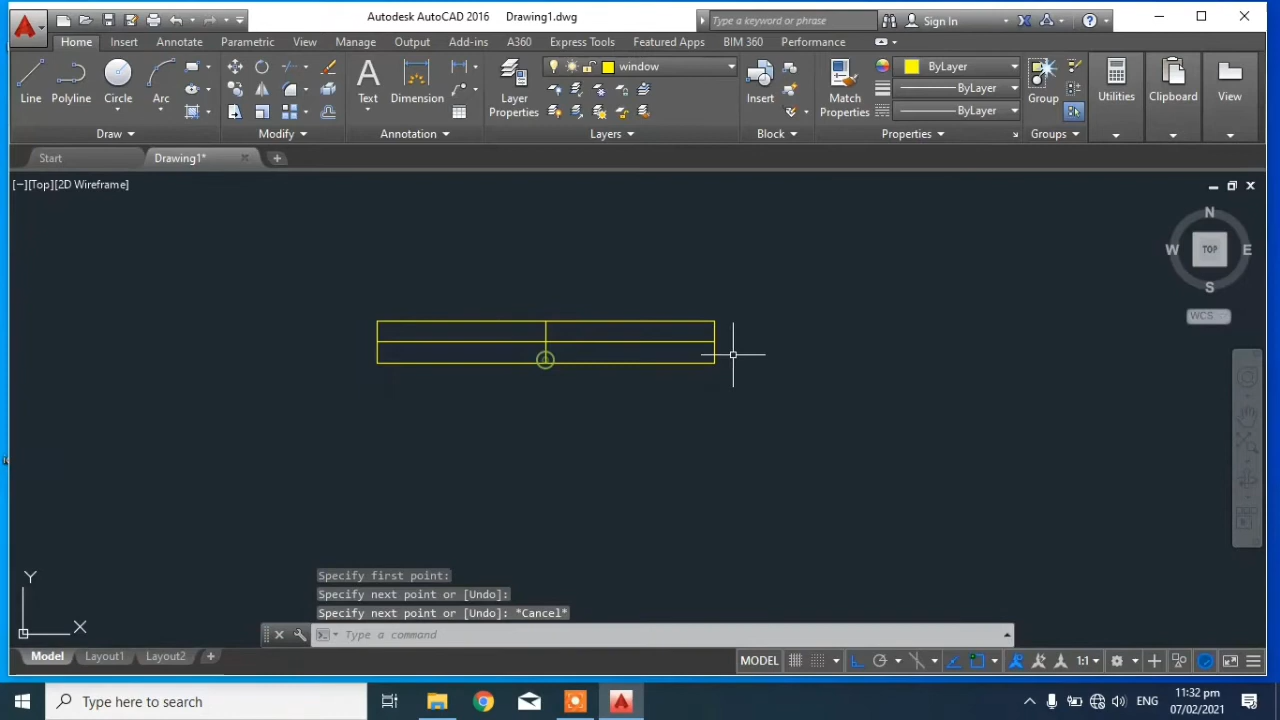 Autodesk AutoCAD 2016 Drawing1.dwg
Type a keyword or phrase
Sign In
Home Insert Annotate Parametric View Manage Output Add-ins A360 Express Tools Featured Apps BIM 360 Performance
Line Polyline Circle Arc
Text Dimension
Layer Properties
window
Insert
Match Properties
ByLayer
ByLayer
ByLayer
Group
Utilities
Clipboard
View
Draw Modify Annotation Layers Block Properties Groups
Start Drawing1*
[−][Top][2D Wireframe]
N
W TOP E
S
WCS
Y
X
Specify first point:
Specify next point or [Undo]:
Specify next point or [Undo]: *Cancel*
Type a command
Model Layout1 Layout2
MODEL 1:1
Type here to search
ENG
11:32 pm
07/02/2021